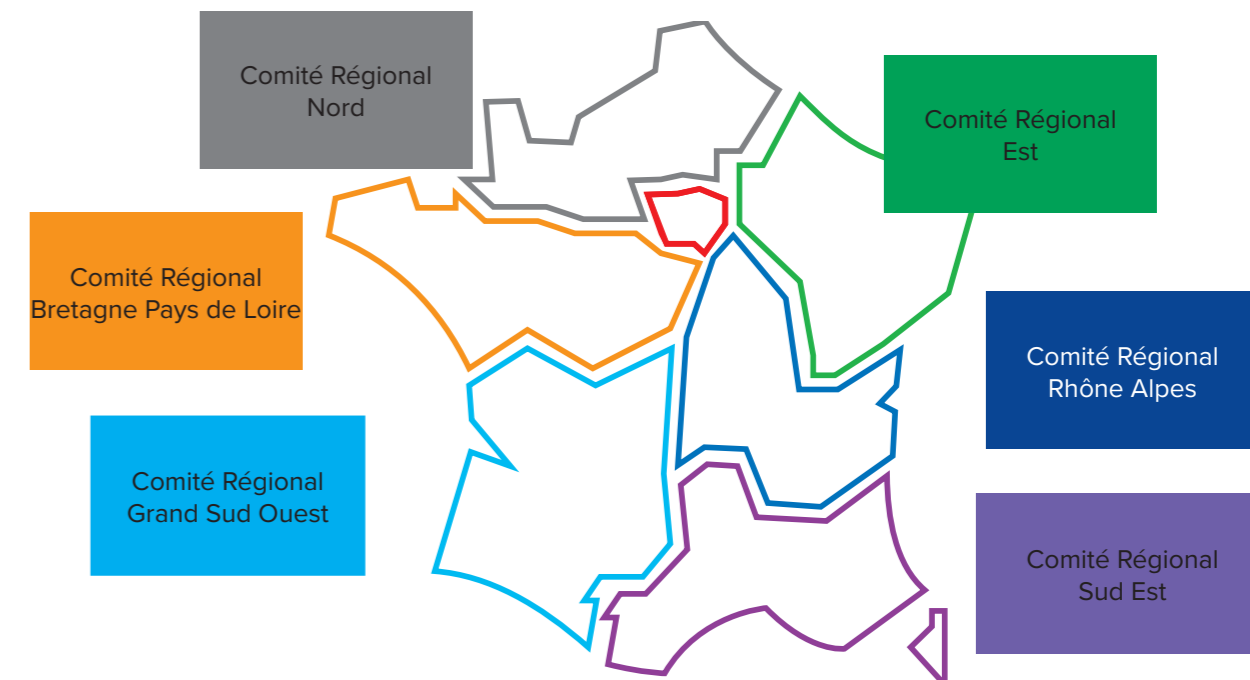 Comité Régional
Nord
Comité Régional
Est
Comité Régional
Bretagne Pays de Loire
Comité Régional
Rhône Alpes
Comité Régional
Grand Sud Ouest
Comité Régional
Sud Est